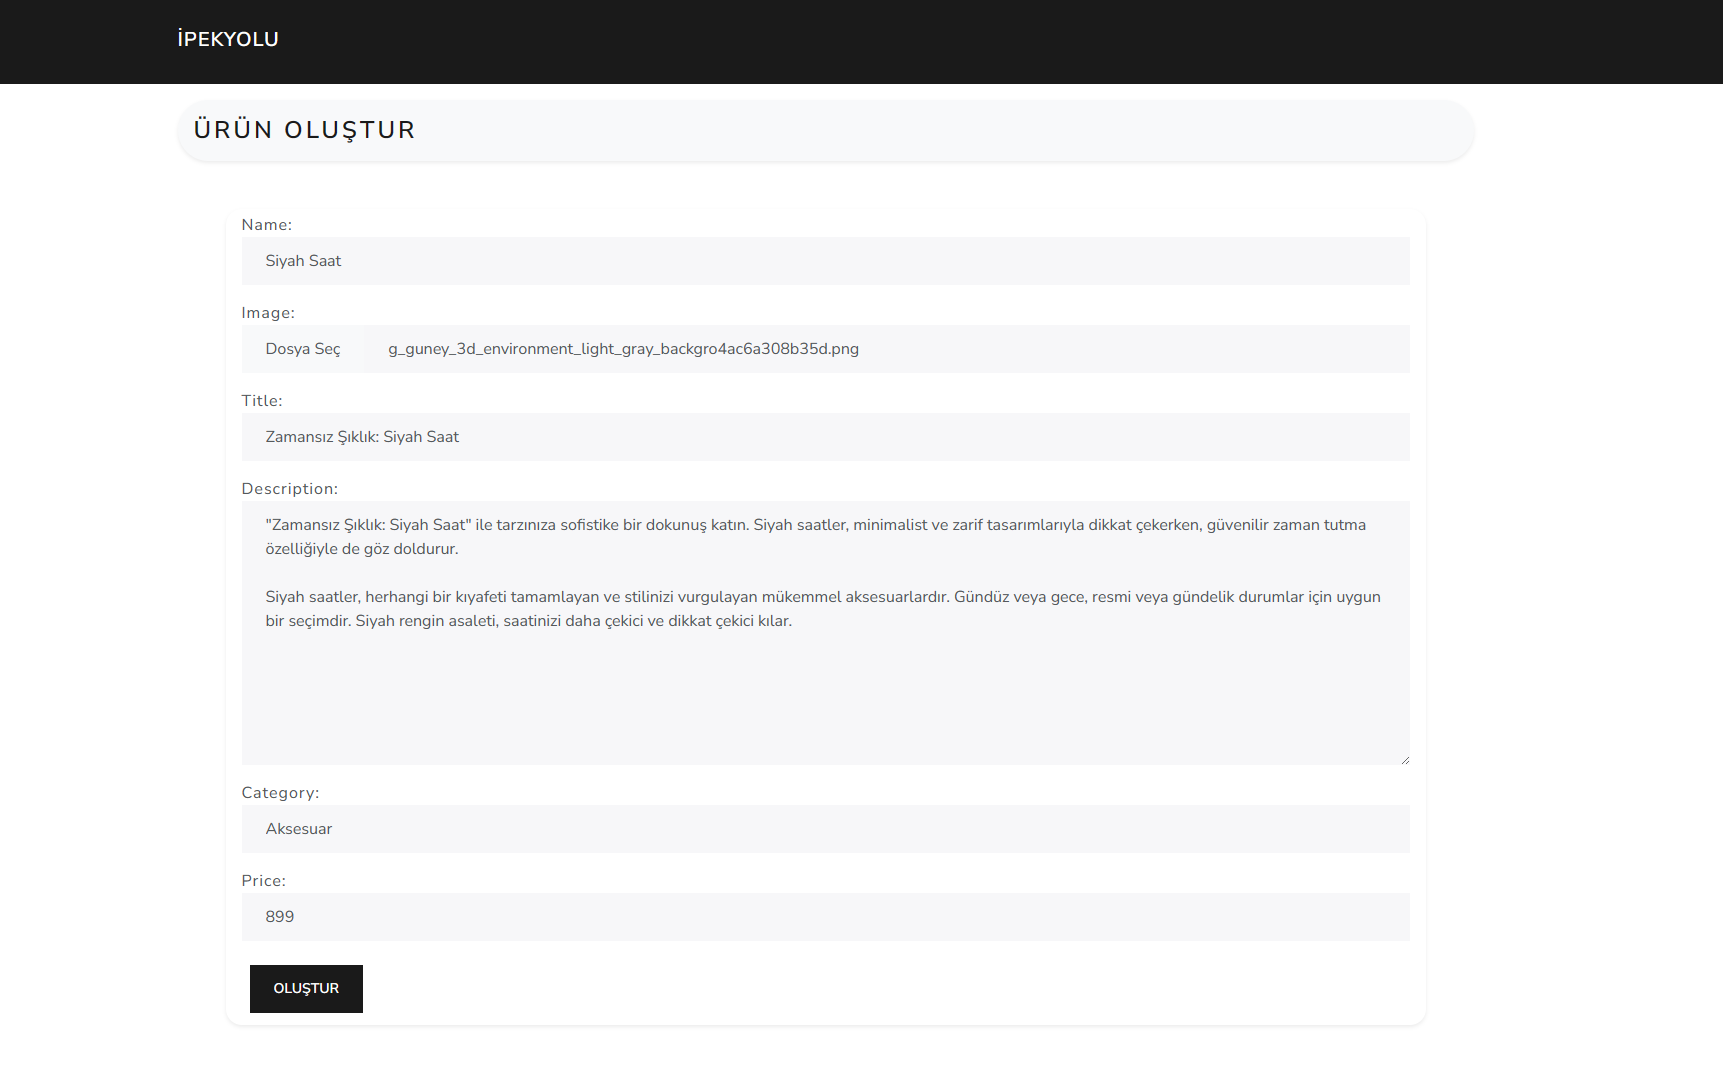 İPEKYOLU
ÜRÜN OLUŞTUR
Name:
Siyah Saat
Image:
Dosya Seç g_guney_3d_environment_light_gray_backgro4ac6a308b35d.png
Title:
Zamansız Şıklık: Siyah Saat
Description:
"Zamansız Şıklık: Siyah Saat" ile tarzınıza sofistike bir dokunuş katın. Siyah saatler, minimalist ve zarif tasarımlarıyla dikkat çekerken, güvenilir zaman tutma
özelliğiyle de göz doldurur.
Siyah saatler, herhangi bir kıyafeti tamamlayan ve stilinizi vurgulayan mükemmel aksesuarlardır. Gündüz veya gece, resmi veya gündelik durumlar için uygun
bir seçimdir. Siyah rengin asaleti, saatinizi daha çekici ve dikkat çekici kılar.
Category:
Aksesuar
Price:
899
OLUŞTUR